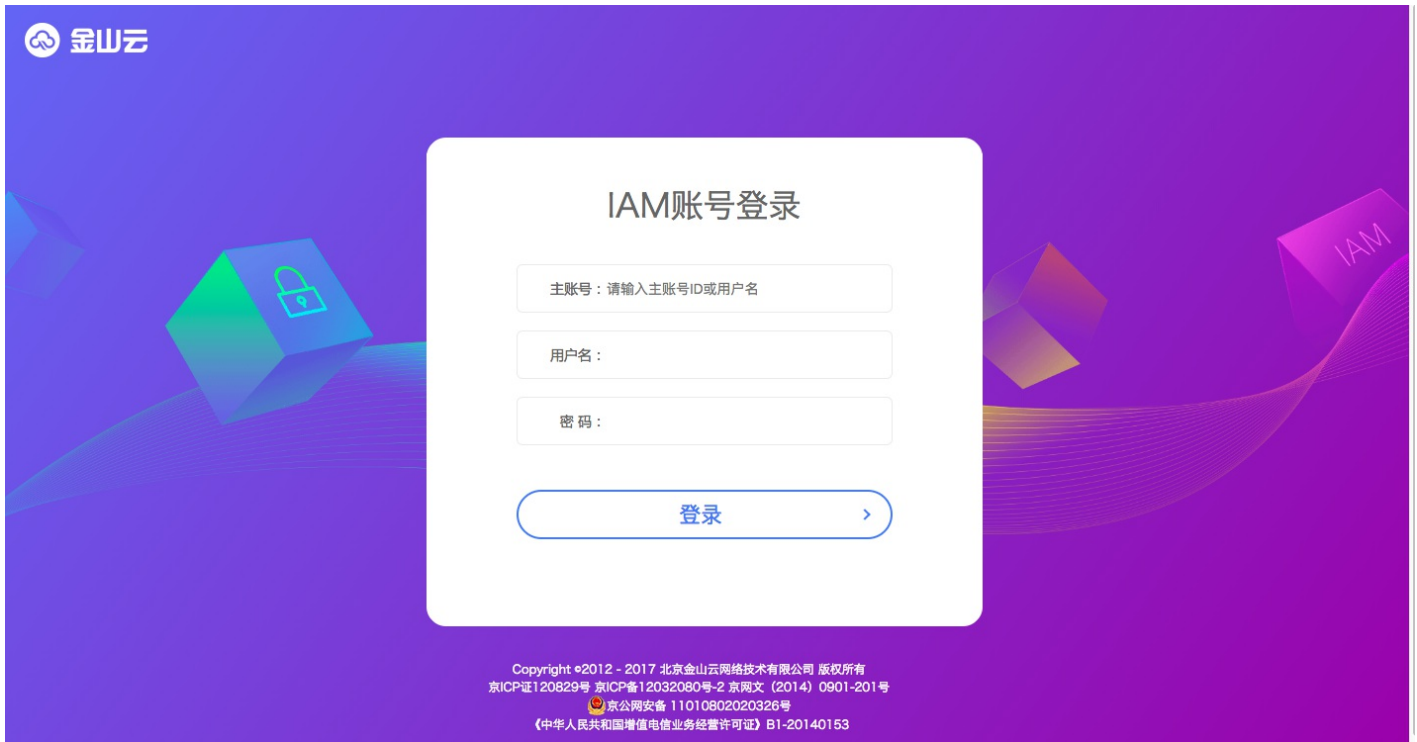 金山云
IAM账号登录
主账号：请输入主账号ID或用户名
IAM
用户名：
密 码：
登录
Copyright ©2012 - 2017 北京金山云网络技术有限公司 版权所有
京ICP证120829号 京ICP备12032080号-2 京网文（2014）0901-201号
京公网安备 11010802020326号
《中华人民共和国增值电信业务经营许可证》B1-20140153